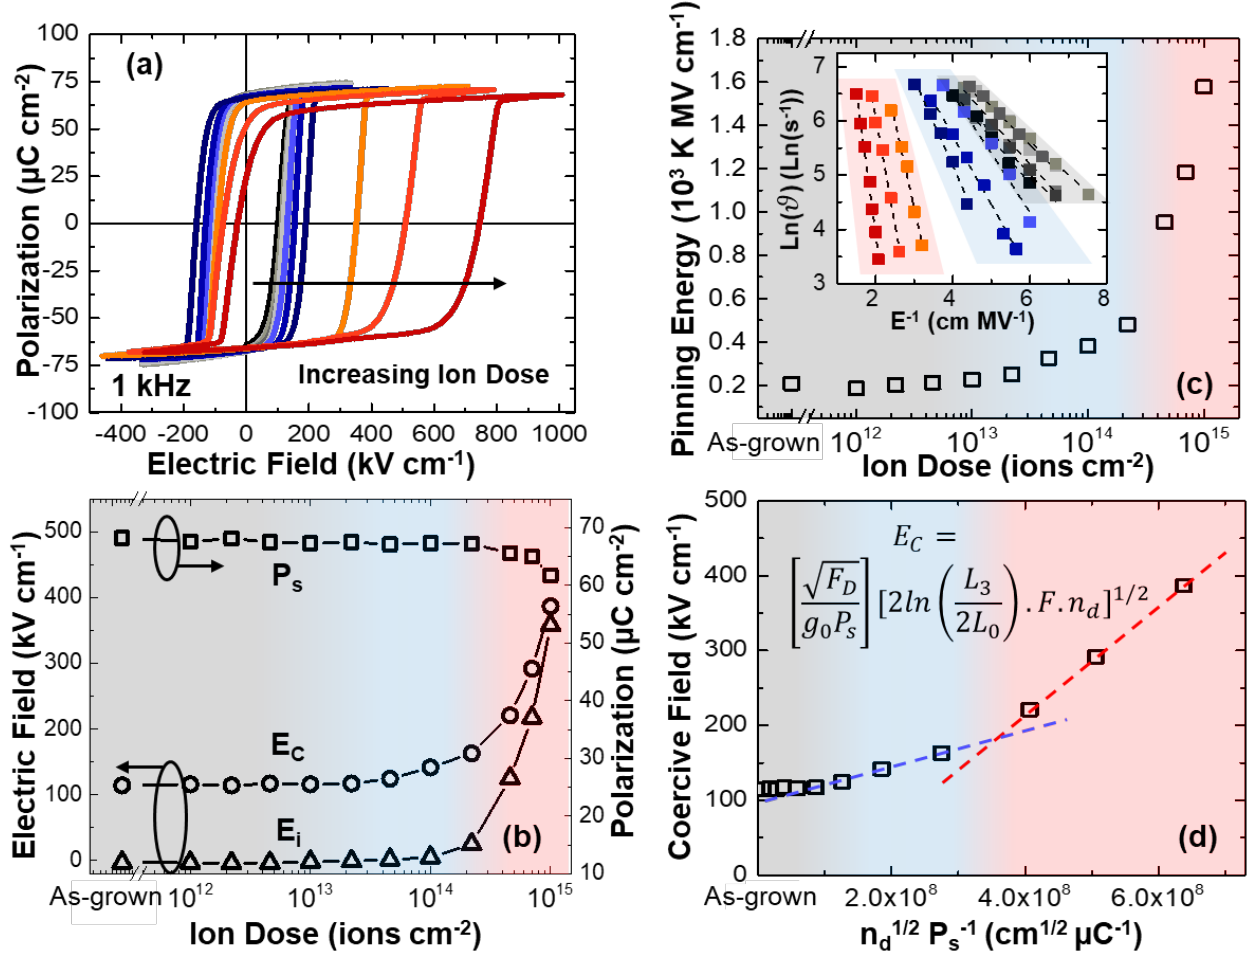 (a)
Polarization (µC cm-2)
100
75
50
25
0
-25
-50
-75
-100
1 kHz
Increasing Ion Dose
-400 -200 0 200 400 600 800 1000
Electric Field (kV cm-1)
(c)
Pinning Energy (10³ K MV cm-1)
1.8
1.6
1.4
1.2
1.0
0.8
0.6
0.4
0.2
Ln(ϑ) (Ln(s-1))
7
6
5
4
3
2 4 6 8
E-1 (cm MV-1)
As-grown 10¹² 10¹³ 10¹⁴ 10¹⁵
Ion Dose (ions cm-2)
(b)
Electric Field (kV cm-1)
500
400
300
200
100
0
Polarization (µC cm-2)
70
60
50
40
30
20
10
Ps
EC
Ei
As-grown 10¹² 10¹³ 10¹⁴ 10¹⁵
Ion Dose (ions cm-2)
(d)
Coercive Field (kV cm-1)
500
400
300
200
100
0
E_C =
[√F_D / g₀P_s] [2ln (L₃ / 2L₀) . F. n_d]^1/2
As-grown 2.0x10⁸ 4.0x10⁸ 6.0x10⁸
nd1/2 Ps-1 (cm1/2 µC-1)